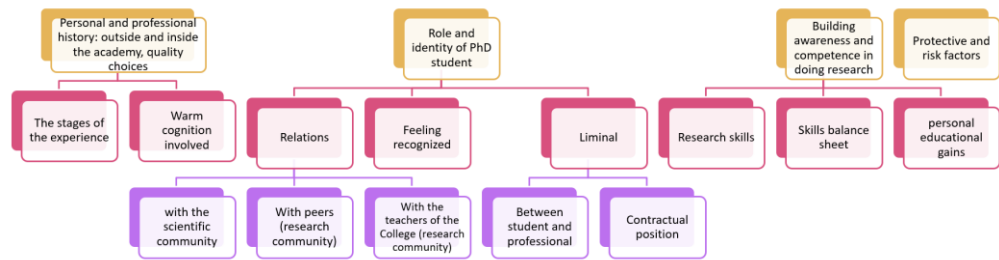 Personal and professional
history: outside and inside
the academy, quality
choices
Role and
identity of PhD
student
Building
awareness and
competence in
doing research
Protective and
risk factors
The stages of
the experience
Warm
cognition
involved
Relations
Feeling
recognized
Liminal
Research skills
Skills balance
sheet
personal
educational
gains
with the
scientific
community
With peers
(research
community)
With the
teachers of the
College (research
community)
Between
student and
professional
Contractual
position